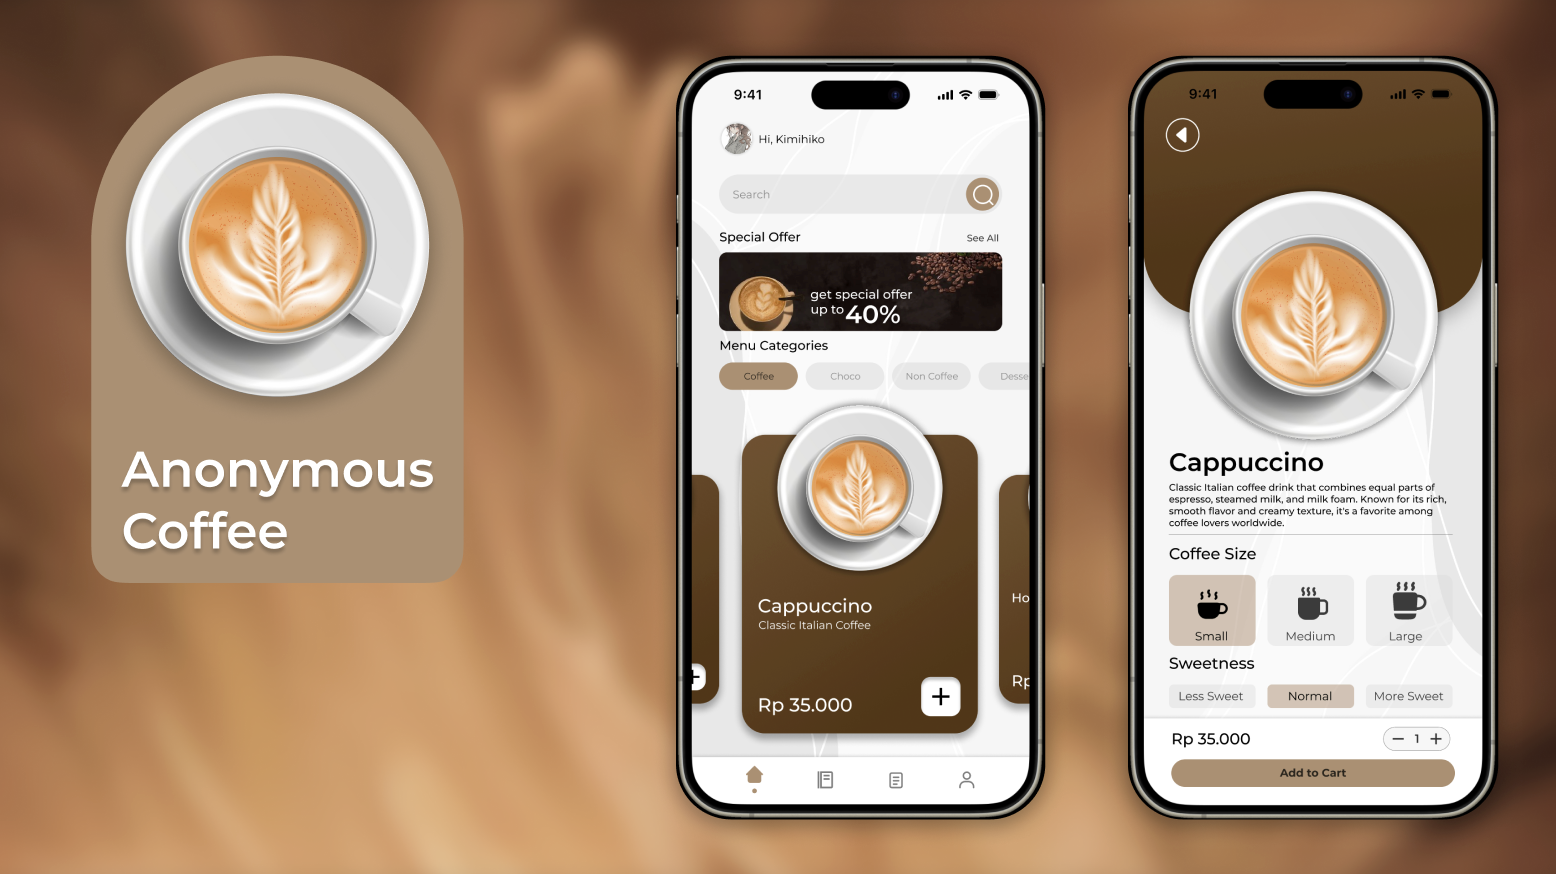 Anonymous
Coffee
9:41
Hi, Kimihiko
Search
Special Offer
See All
get special offer
up to 40%
Menu Categories
Coffee
Choco
Non Coffee
Desse
Cappuccino
Classic Italian Coffee
Rp 35.000
Ho
Rp
9:41
Cappuccino
Classic Italian coffee drink that combines equal parts of
espresso, steamed milk, and milk foam. Known for its rich,
smooth flavor and creamy texture, it's a favorite among
coffee lovers worldwide.
Coffee Size
Small
Medium
Large
Sweetness
Less Sweet
Normal
More Sweet
Rp 35.000
1
Add to Cart